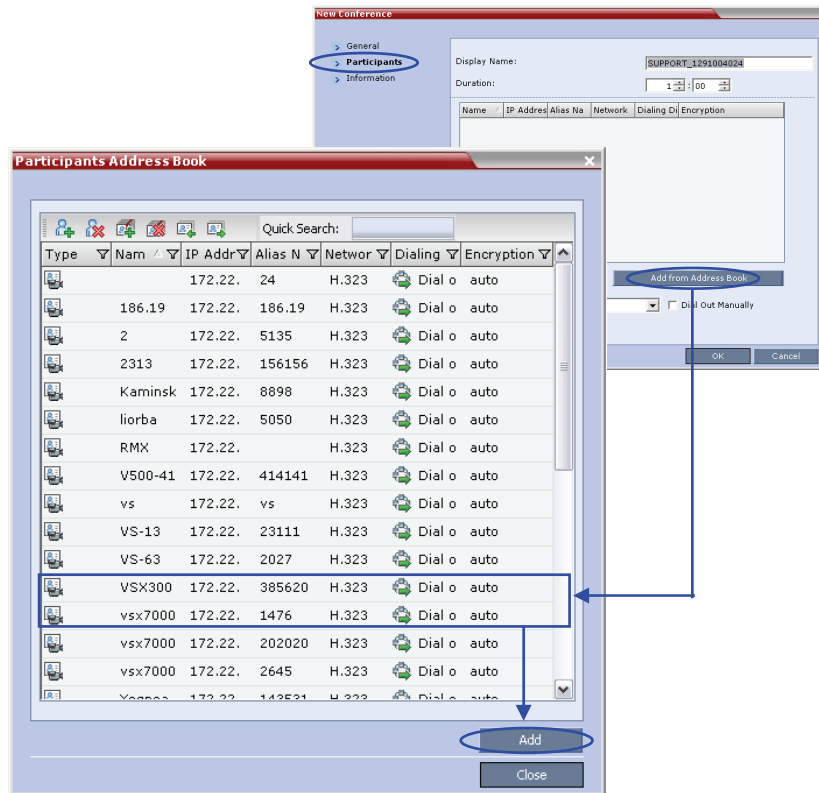 New Conference
General
Participants
Information
Display Name: SUPPORT_1291004024
Duration: 1 : 00
Name IP Addres Alias Na Network Dialing Di Encryption
Add from Address Book
Dial Out Manually
OK Cancel
Participants Address Book
Quick Search:
Type Nam IP Addr Alias N Networ Dialing Encryption
172.22. 24 H.323 Dial o auto
186.19 172.22. 186.19 H.323 Dial o auto
2 172.22. 5135 H.323 Dial o auto
2313 172.22. 156156 H.323 Dial o auto
Kaminsk 172.22. 8898 H.323 Dial o auto
liorba 172.22. 5050 H.323 Dial o auto
RMX 172.22. H.323 Dial o auto
V500-41 172.22. 414141 H.323 Dial o auto
vs 172.22. vs H.323 Dial o auto
VS-13 172.22. 23111 H.323 Dial o auto
VS-63 172.22. 2027 H.323 Dial o auto
VSX300 172.22. 385620 H.323 Dial o auto
vsx7000 172.22. 1476 H.323 Dial o auto
vsx7000 172.22. 202020 H.323 Dial o auto
vsx7000 172.22. 2645 H.323 Dial o auto
172.22 H.323 Dial o auto
Add
Close